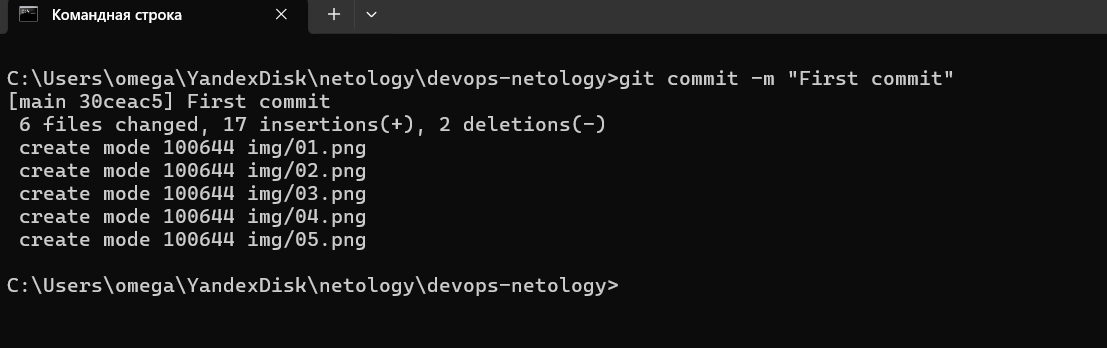 Командная строка
C:\Users\omega\YandexDisk\netology\devops-netology>git commit -m "First commit"
[main 30ceac5] First commit
 6 files changed, 17 insertions(+), 2 deletions(-)
 create mode 100644 img/01.png
 create mode 100644 img/02.png
 create mode 100644 img/03.png
 create mode 100644 img/04.png
 create mode 100644 img/05.png
C:\Users\omega\YandexDisk\netology\devops-netology>